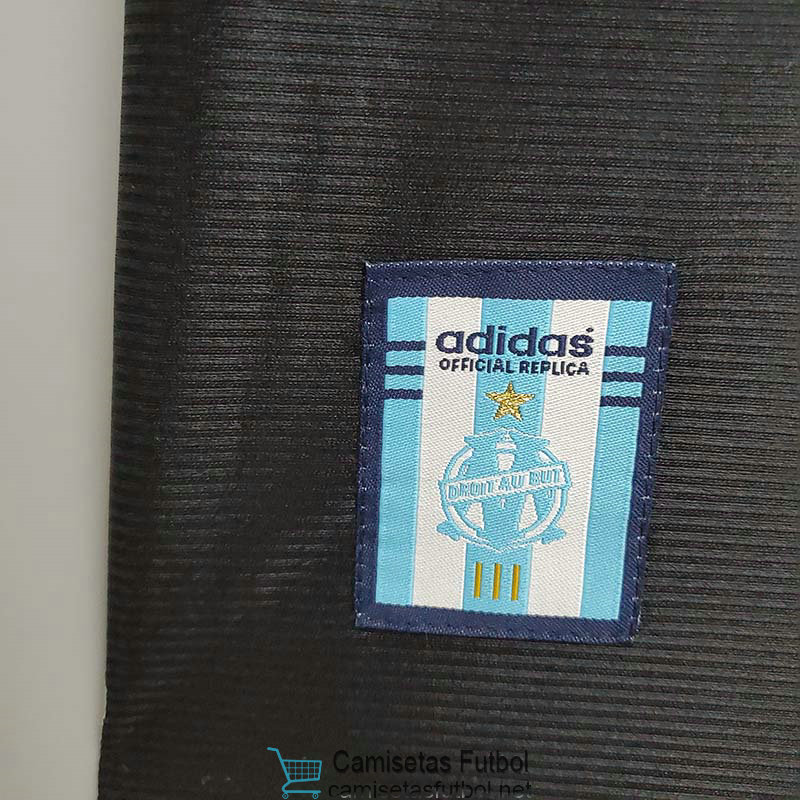 adidas
OFFICIAL REPLICA
DROIT AU BUT
Camisetas Futbol
camisetasfutbol.net